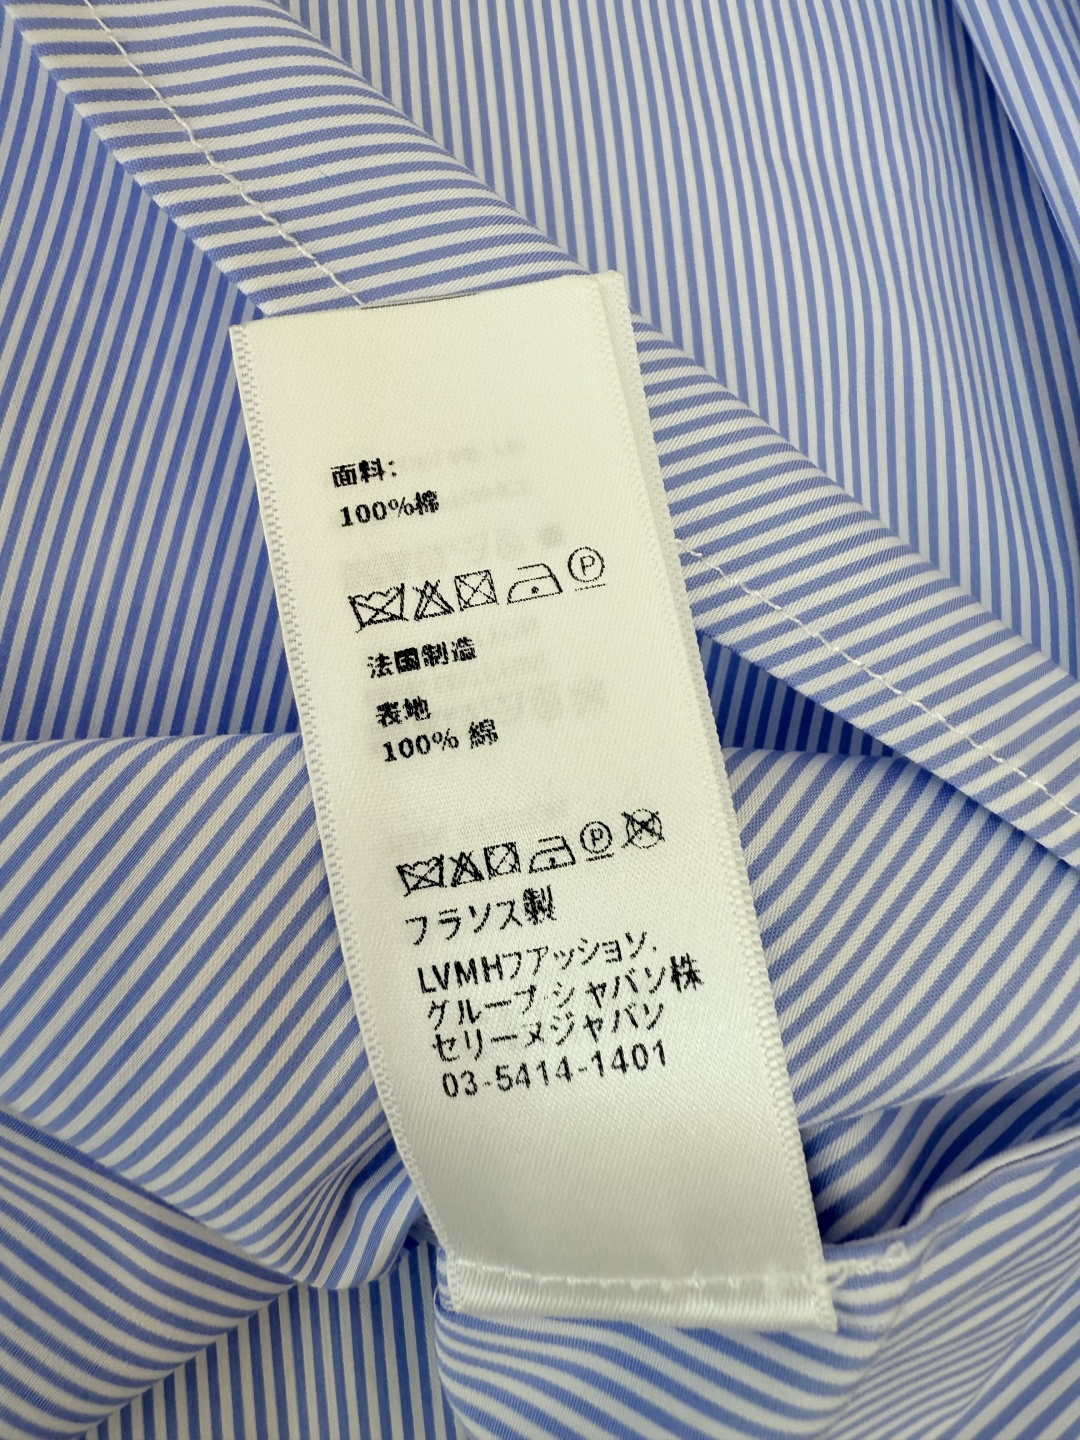 面料:
100%棉
P
法国制造
表地
100% 綿
P
フランス製
LVMHファッション.
グループ ジャパン株
セリーヌジャパン
03-5414-1401